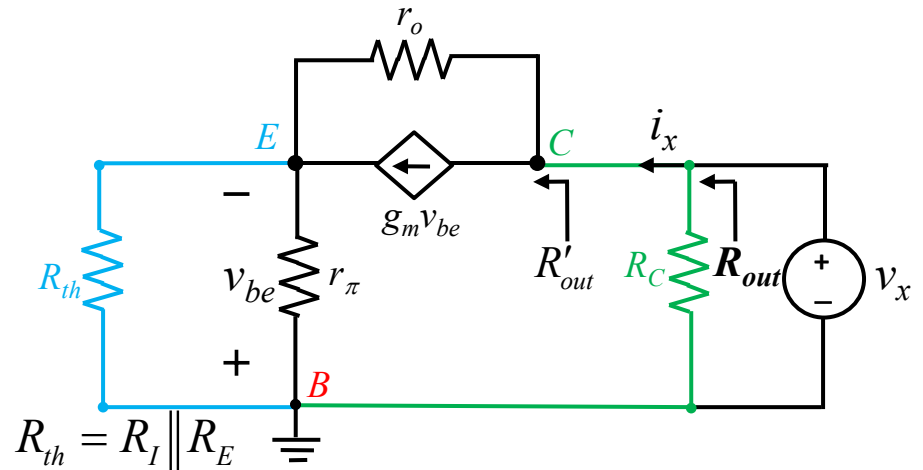 r_o
E
C
i_x
−
g_m v_be
R_th
v_be
r_π
R′_out
R_C
R_out
+
−
v_x
+
B
R_th = R_I ‖ R_E